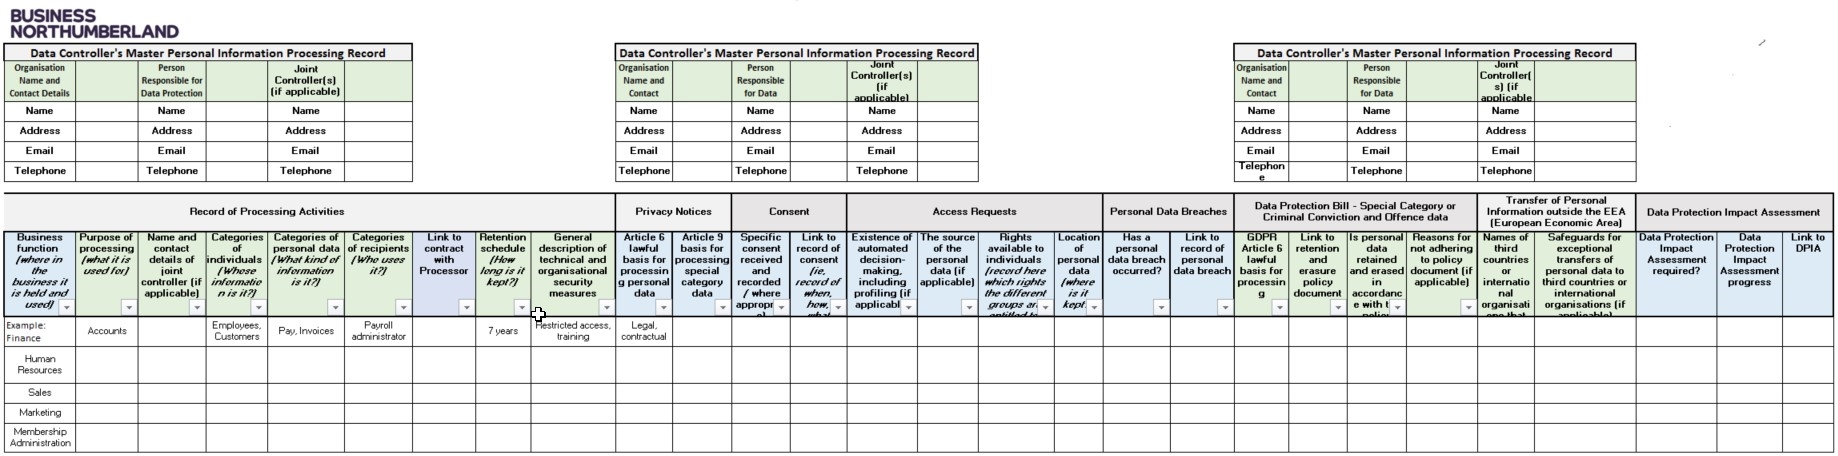 BUSINESS
NORTHUMBERLAND
Data Controller's Master Personal Information Processing Record
Organisation Name and Contact Details
Person Responsible for Data Protection
Joint Controller(s) (if applicable)
Name Name Name
Address Address Address
Email Email Email
Telephone Telephone Telephone
Data Controller's Master Personal Information Processing Record
Organisation Name and Contact
Person Responsible for Data
Joint Controller(s) (if applicable)
Name Name Name
Address Address Address
Email Email Email
Telephone Telephone Telephone
Data Controller's Master Personal Information Processing Record
Organisation Name and Contact
Person Responsible for Data
Joint Controller(s) (if applicable
Name Name Name
Address Address Address
Email Email Email
Telephone Telephone Telephone
Record of Processing Activities
Privacy Notices
Consent
Access Requests
Personal Data Breaches
Data Protection Bill - Special Category or Criminal Conviction and Offence data
Transfer of Personal Information outside the EEA (European Economic Area)
Data Protection Impact Assessment
Business function (where in the business it is held and used)
Purpose of processing (what it is used for)
Name and contact details of joint controller (if applicable)
Categories of individuals (Whose information is it?)
Categories of personal data (What kind of information is it?)
Categories of recipients (Who uses it?)
Link to contract with Processor
Retention schedule (How long is it kept?)
General description of technical and organisational security measures
Article 6 lawful basis for processing personal data
Article 9 basis for processing special category data
Specific consent received and recorded ( where
Link to record of consent (ie, record of when, how, what
Existence of automated decision-making, including profiling (if
The source of the personal data (if applicable)
Rights available to individuals (record here which rights the different groups are entitled to
Location of personal data (where is it kept
Has a personal data breach occurred?
Link to record of personal data breach
GDPR Article 6 lawful basis for processing
Link to retention and erasure policy document
Is personal data retained and erased in accordance with
Reasons for not adhering to policy document (if applicable)
Names of third countries or international
Safeguards for exceptional transfers of personal data to third countries or international organisations (if applicable)
Data Protection Impact Assessment required?
Data Protection Impact Assessment progress
Link to DPIA
Example: Finance
Accounts
Employees, Customers
Pay, Invoices
Payroll administrator
7 years
Restricted access, training
Legal, contractual
Human Resources
Sales
Marketing
Membership Administration